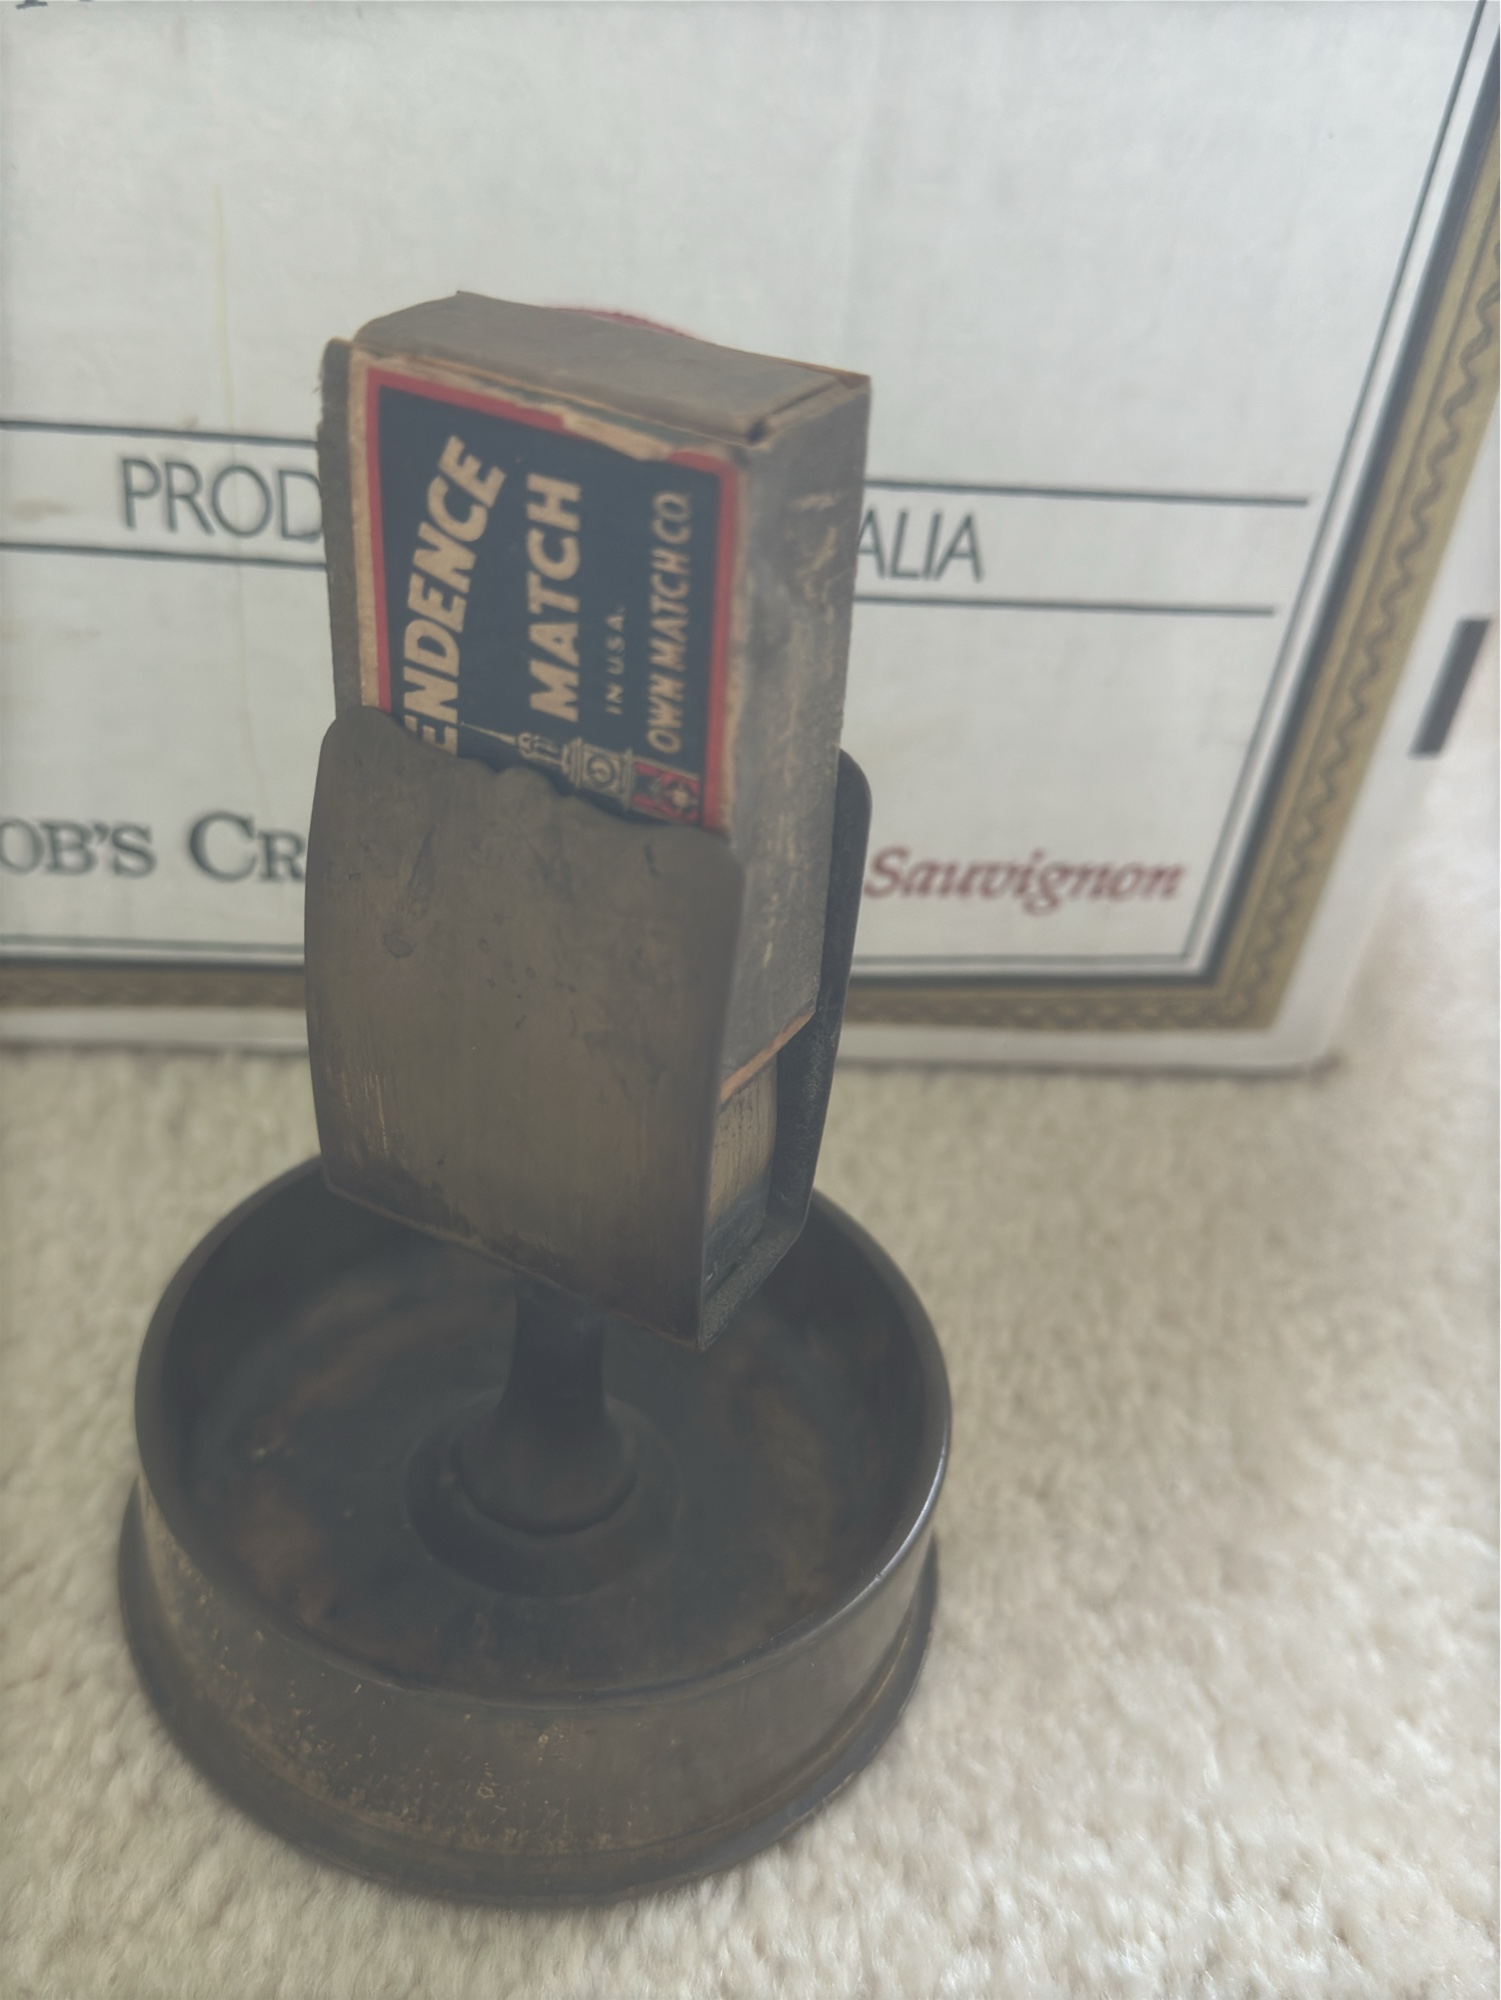 ENDENCE
MATCH
IN U.S.A.
OWN MATCH CO.
PROD ALIA
OB'S CR Sauvignon